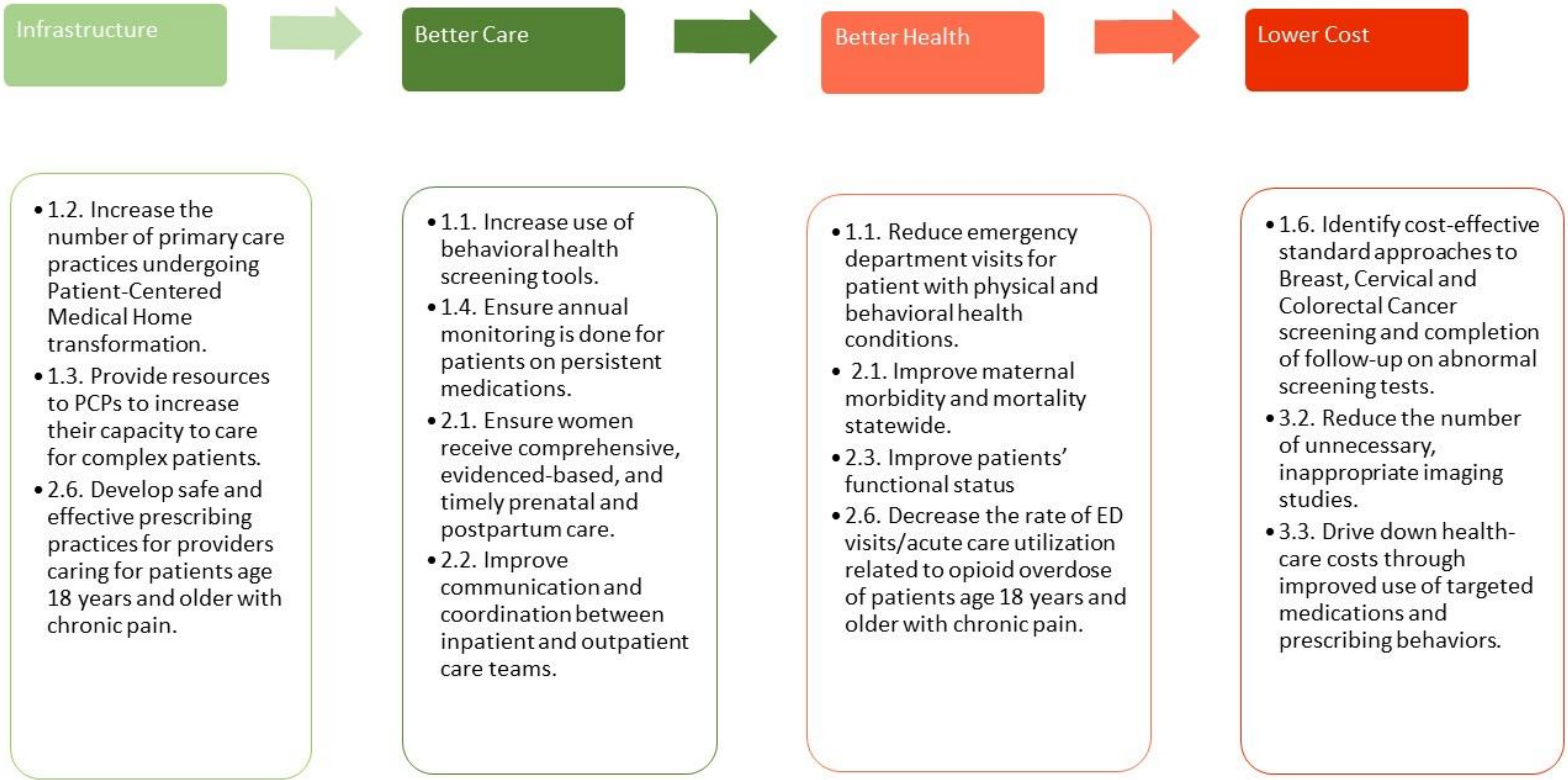 Infrastructure
Better Care
Better Health
Lower Cost
•1.2. Increase the
number of primary care
practices undergoing
Patient-Centered
Medical Home
transformation.
•1.3. Provide resources
to PCPs to increase
their capacity to care
for complex patients.
•2.6. Develop safe and
effective prescribing
practices for providers
caring for patients age
18 years and older with
chronic pain.
•1.1. Increase use of
behavioral health
screening tools.
•1.4. Ensure annual
monitoring is done for
patients on persistent
medications.
•2.1. Ensure women
receive comprehensive,
evidenced-based, and
timely prenatal and
postpartum care.
•2.2. Improve
communication and
coordination between
inpatient and outpatient
care teams.
•1.1. Reduce emergency
department visits for
patient with physical and
behavioral health
conditions.
• 2.1. Improve maternal
morbidity and mortality
statewide.
•2.3. Improve patients’
functional status
•2.6. Decrease the rate of ED
visits/acute care utilization
related to opioid overdose
of patients age 18 years and
older with chronic pain.
•1.6. Identify cost-effective
standard approaches to
Breast, Cervical and
Colorectal Cancer
screening and completion
of follow-up on abnormal
screening tests.
•3.2. Reduce the number
of unnecessary,
inappropriate imaging
studies.
•3.3. Drive down health-
care costs through
improved use of targeted
medications and
prescribing behaviors.